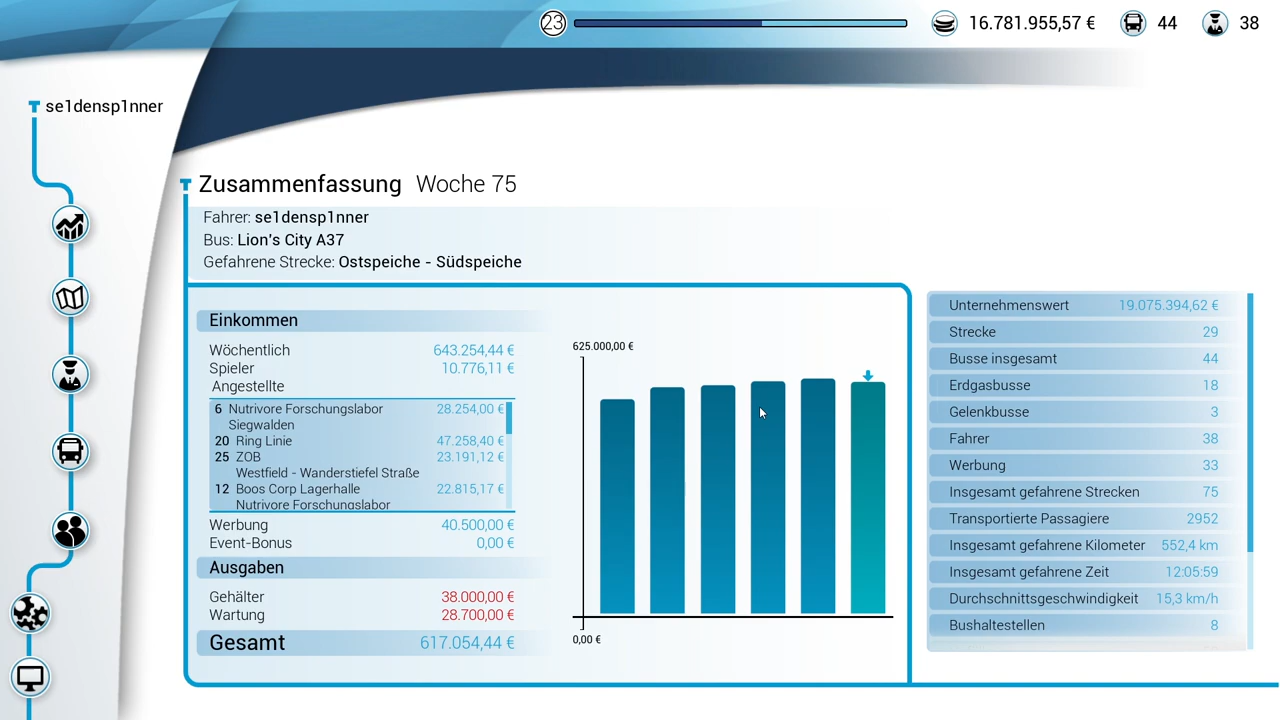 23
16.781.955,57 €
44
38
se1densp1nner
Zusammenfassung Woche 75
Fahrer: se1densp1nner
Bus: Lion's City A37
Gefahrene Strecke: Ostspeiche - Südspeiche
Einkommen
Wöchentlich 643.254,44 €
Spieler 10.776,11 €
Angestellte
6 Nutrivore Forschungslabor 28.254,00 €
Siegwalden
20 Ring Linie 47.258,40 €
25 ZOB 23.191,12 €
Westfield - Wanderstiefel Straße
12 Boos Corp Lagerhalle 22.815,17 €
Nutrivore Forschungslabor
Werbung 40.500,00 €
Event-Bonus 0,00 €
Ausgaben
Gehälter 38.000,00 €
Wartung 28.700,00 €
Gesamt 617.054,44 €
625.000,00 €
0,00 €
Unternehmenswert 19.075.394,62 €
Strecke 29
Busse insgesamt 44
Erdgasbusse 18
Gelenkbusse 3
Fahrer 38
Werbung 33
Insgesamt gefahrene Strecken 75
Transportierte Passagiere 2952
Insgesamt gefahrene Kilometer 552,4 km
Insgesamt gefahrene Zeit 12:05:59
Durchschnittsgeschwindigkeit 15,3 km/h
Bushaltestellen 8